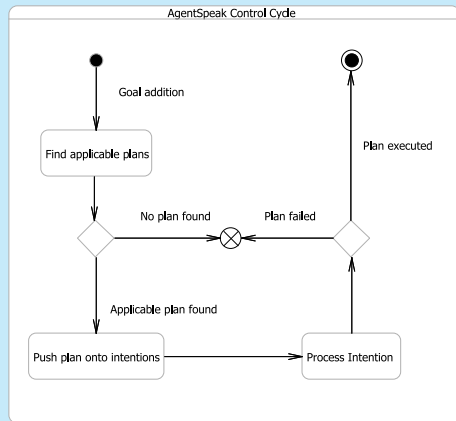 AgentSpeak Control Cycle
Goal addition
Find applicable plans
Plan executed
No plan found
Plan failed
Applicable plan found
Push plan onto intentions
Process Intention